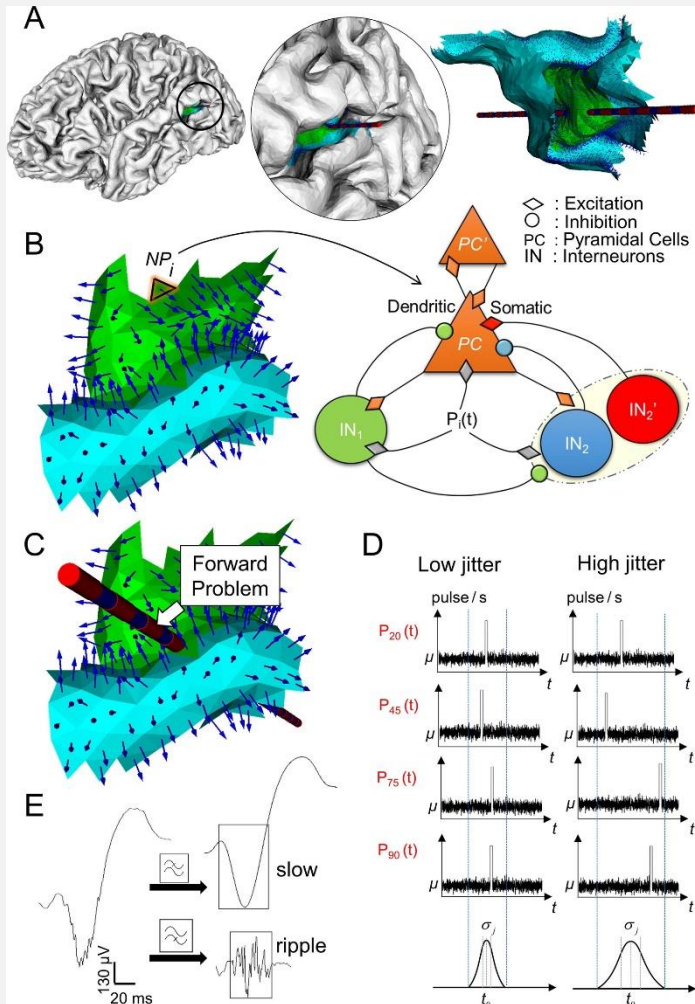 A
◇ : Excitation
○ : Inhibition
PC : Pyramidal Cells
IN : Interneurons
B
NPi
PC'
Dendritic
Somatic
PC
IN1
Pi(t)
IN2
IN2'
C
Forward
Problem
D
Low jitter
High jitter
pulse / s
pulse / s
P20 (t)
μ
t
μ
t
P45 (t)
μ
t
μ
t
P75 (t)
μ
t
μ
t
P90 (t)
μ
t
μ
t
σj
σj
t0
t
t0
t
E
slow
ripple
130 μV
20 ms